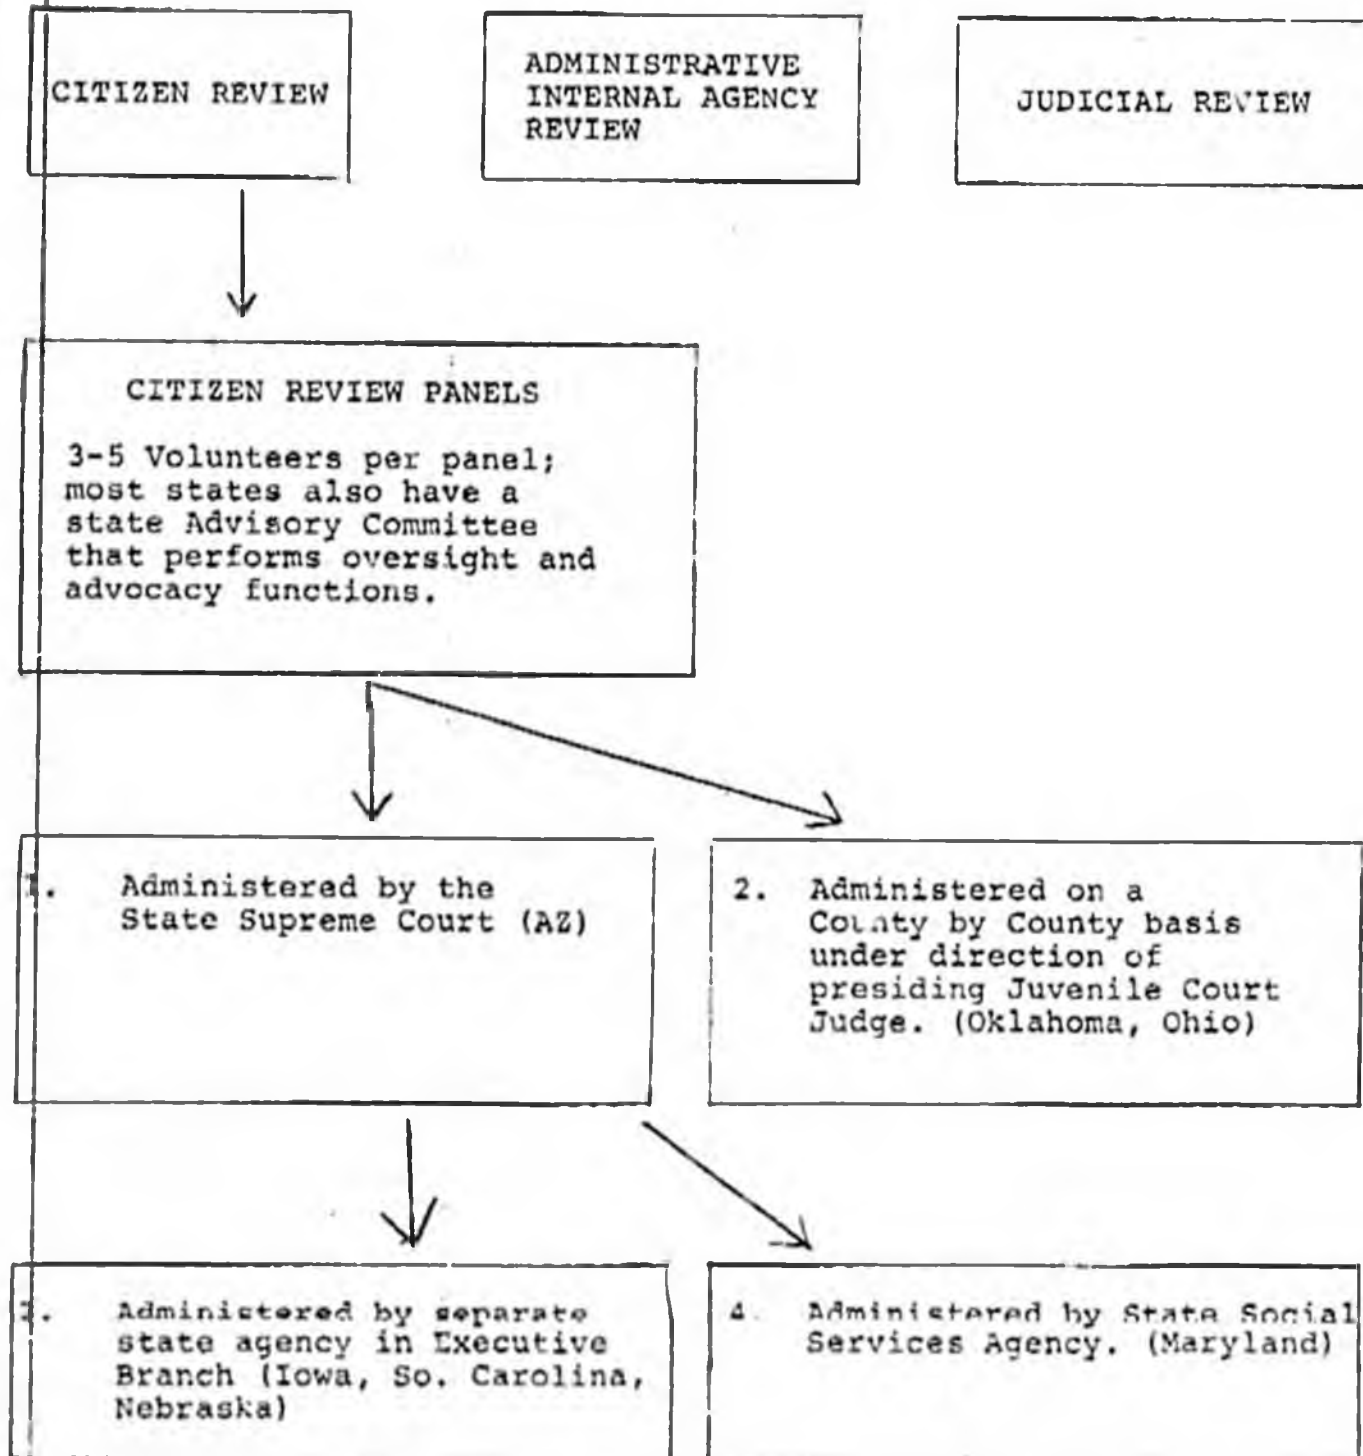 CITIZEN REVIEW
ADMINISTRATIVE
INTERNAL AGENCY
REVIEW
JUDICIAL REVIEW
CITIZEN REVIEW PANELS
3-5 Volunteers per panel;
most states also have a
state Advisory Committee
that performs oversight and
advocacy functions.
1. Administered by the
State Supreme Court (AZ)
2. Administered on a
County by County basis
under direction of
presiding Juvenile Court
Judge. (Oklahoma, Ohio)
3. Administered by separate
state agency in Executive
Branch (Iowa, So. Carolina,
Nebraska)
4. Administered by State Social
Services Agency. (Maryland)